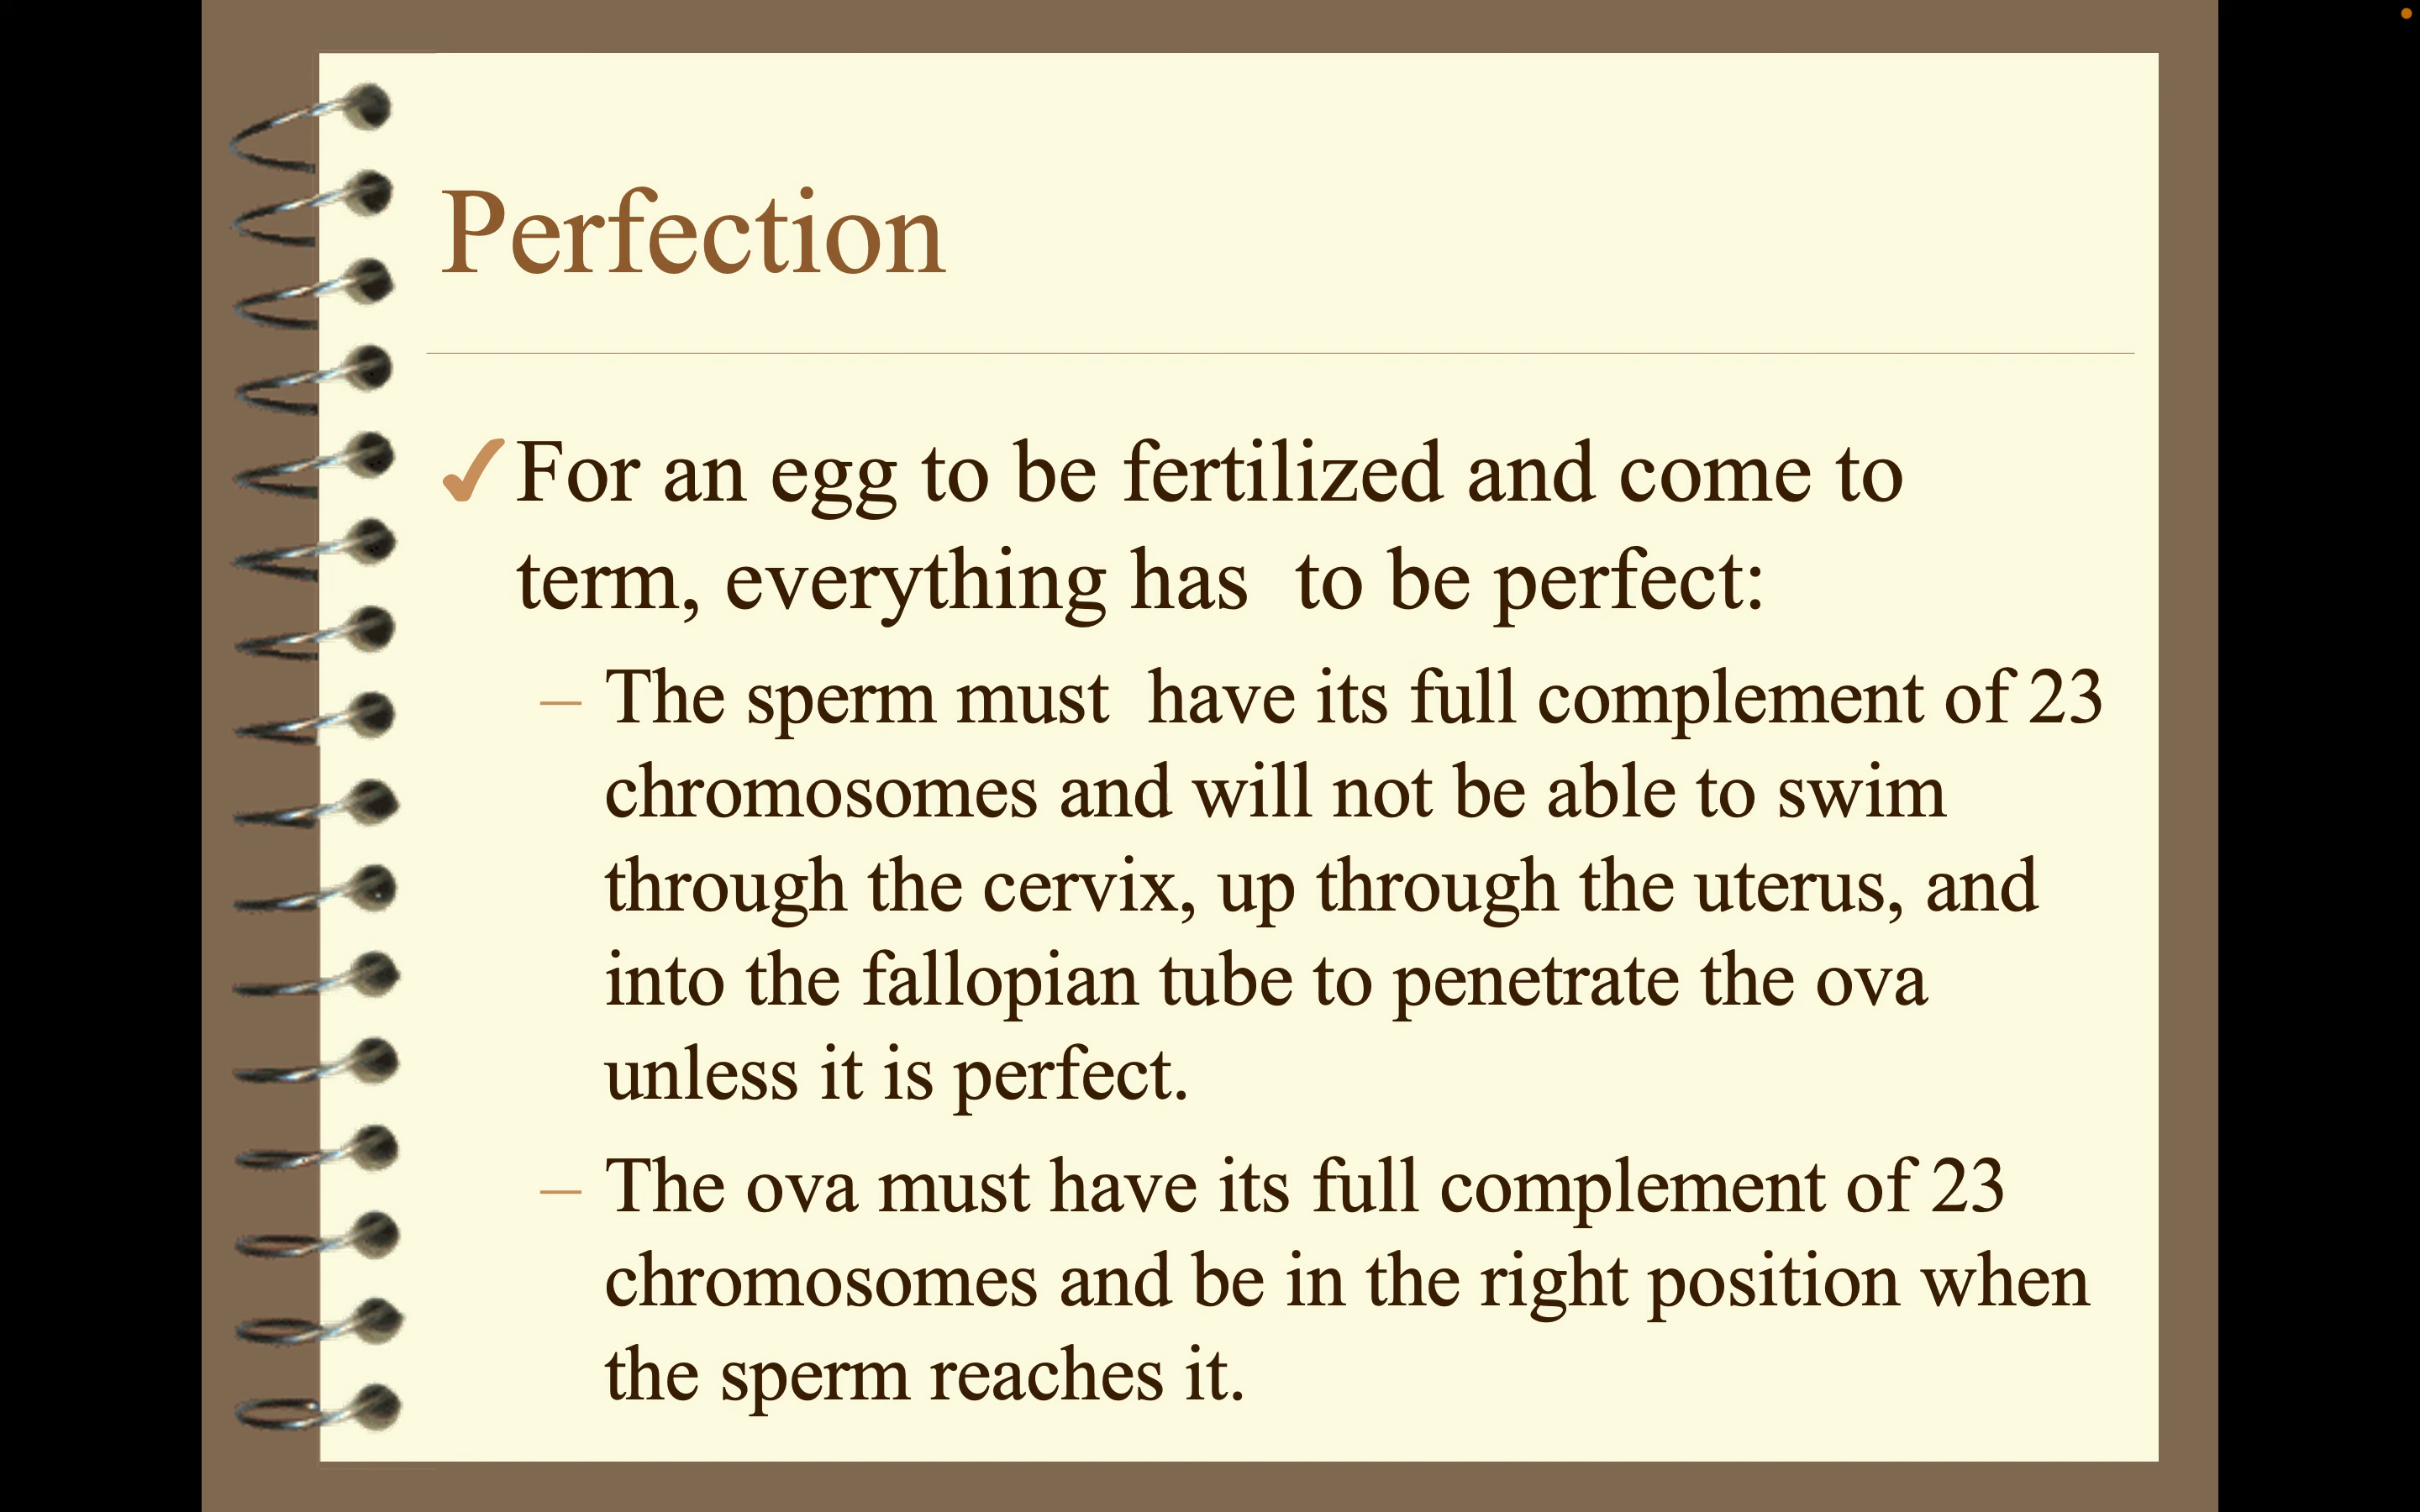 Perfection
✓For an egg to be fertilized and come to
term, everything has  to be perfect:
– The sperm must  have its full complement of 23
chromosomes and will not be able to swim
through the cervix, up through the uterus, and
into the fallopian tube to penetrate the ova
unless it is perfect.
– The ova must have its full complement of 23
chromosomes and be in the right position when
the sperm reaches it.